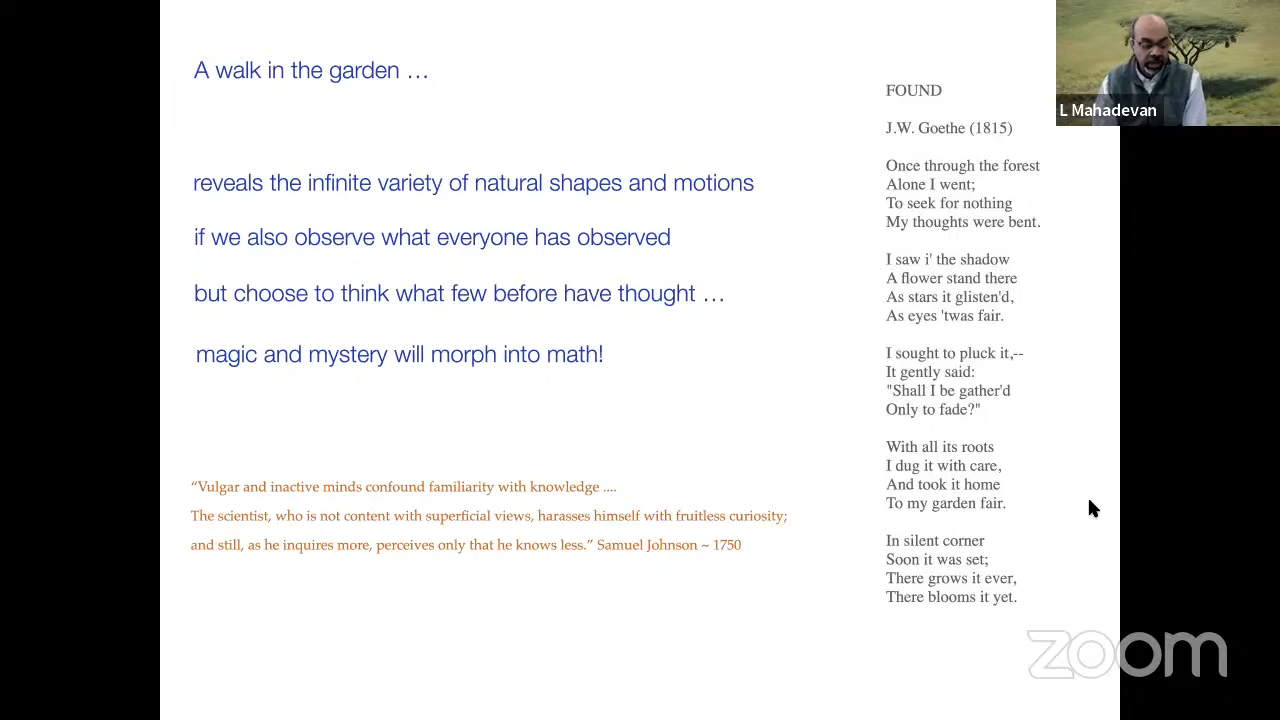 A walk in the garden …
reveals the infinite variety of natural shapes and motions
if we also observe what everyone has observed
but choose to think what few before have thought …
magic and mystery will morph into math!
“Vulgar and inactive minds confound familiarity with knowledge ....
The scientist, who is not content with superficial views, harasses himself with fruitless curiosity;
and still, as he inquires more, perceives only that he knows less.” Samuel Johnson ~ 1750
FOUND
J.W. Goethe (1815)
Once through the forest
Alone I went;
To seek for nothing
My thoughts were bent.
I saw i' the shadow
A flower stand there
As stars it glisten'd,
As eyes 'twas fair.
I sought to pluck it,--
It gently said:
"Shall I be gather'd
Only to fade?"
With all its roots
I dug it with care,
And took it home
To my garden fair.
In silent corner
Soon it was set;
There grows it ever,
There blooms it yet.
L Mahadevan
zoom